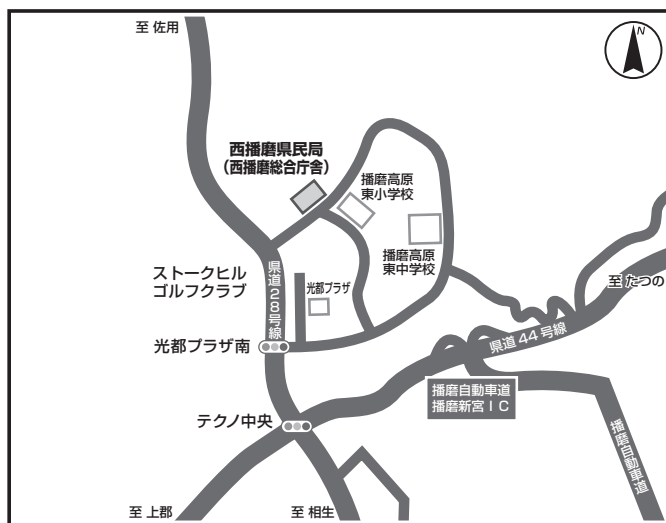 至 佐用
N
西播磨県民局
(西播磨総合庁舎)
播磨高原
東小学校
播磨高原
東中学校
ストークヒル
ゴルフクラブ
県道28号線
光都プラザ
至 たつの
光都プラザ南
県道44号線
播磨自動車道
播磨新宮IC
テクノ中央
播磨自動車道
至 上郡
至 相生